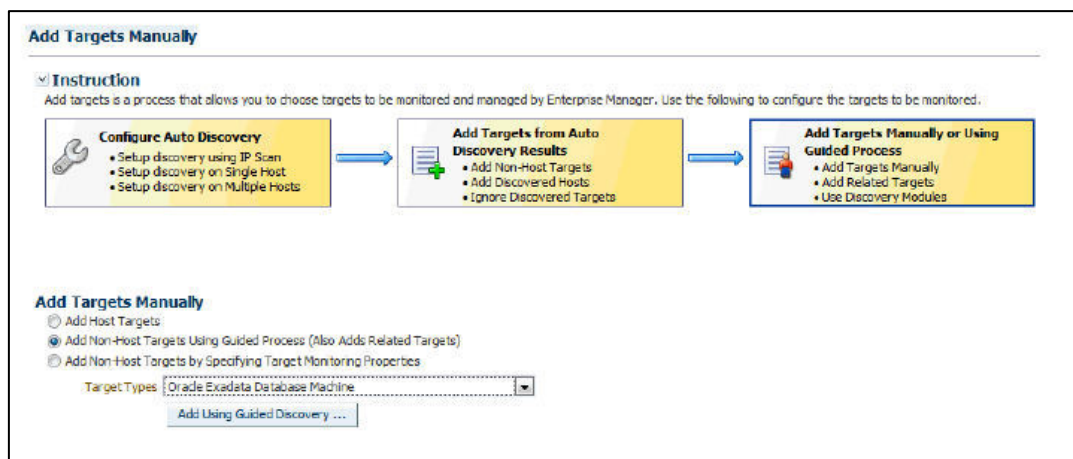 Add Targets Manually
Instruction
Add targets is a process that allows you to choose targets to be monitored and managed by Enterprise Manager. Use the following to configure the targets to be monitored.
Configure Auto Discovery
• Setup discovery using IP Scan
• Setup discovery on Single Host
• Setup discovery on Multiple Hosts
Add Targets from Auto
Discovery Results
• Add Non-Host Targets
• Add Discovered Hosts
• Ignore Discovered Targets
Add Targets Manually or Using
Guided Process
• Add Targets Manually
• Add Related Targets
• Use Discovery Modules
Add Targets Manually
Add Host Targets
Add Non-Host Targets Using Guided Process (Also Adds Related Targets)
Add Non-Host Targets by Specifying Target Monitoring Properties
Target Types Oracle Exadata Database Machine
Add Using Guided Discovery ...